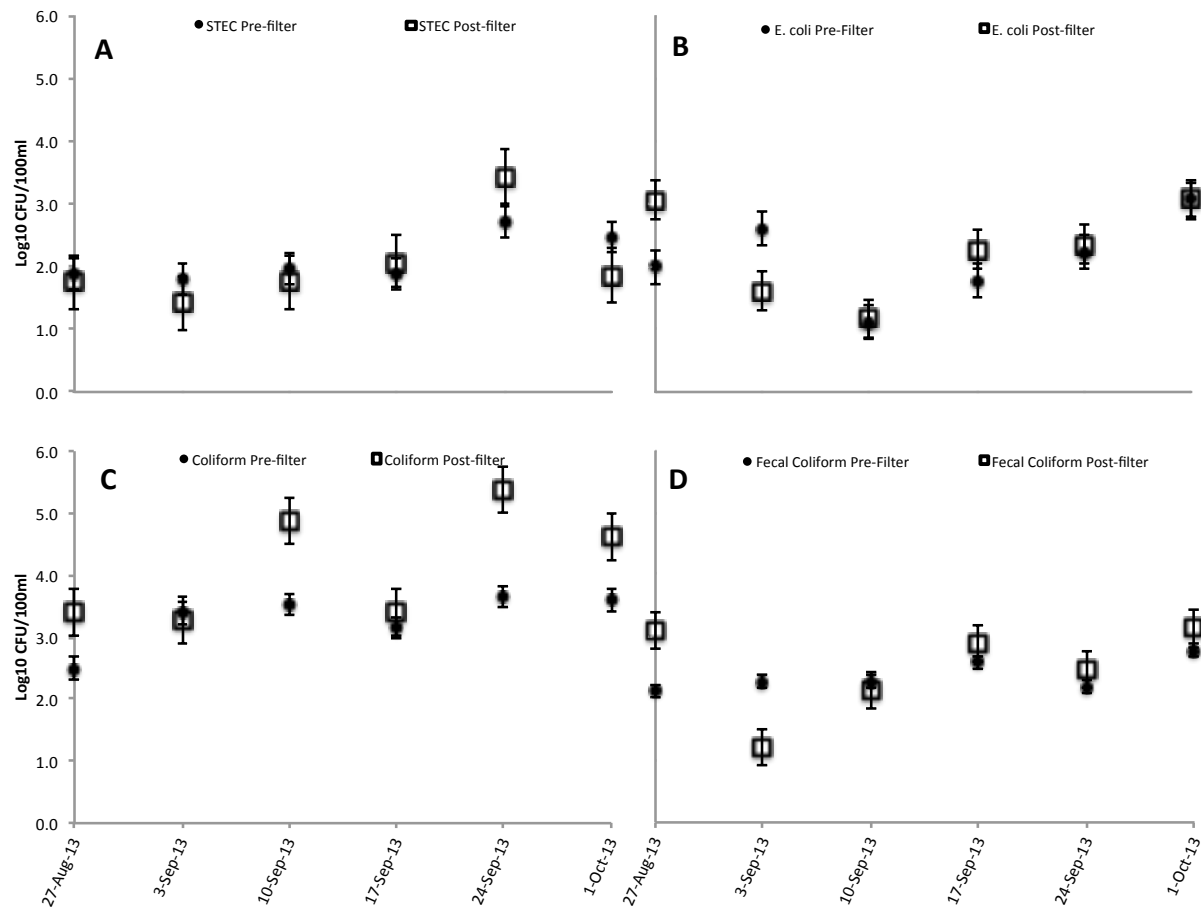 6.0
● STEC Pre-filter
STEC Post-filter
A
5.0
4.0
3.0
2.0
1.0
0.0
Log10 CFU/100ml
● E. coli Pre-Filter
E. coli Post-filter
B
6.0
● Coliform Pre-filter
Coliform Post-filter
C
5.0
4.0
3.0
2.0
1.0
0.0
Log10 CFU/100ml
27-Aug-13
3-Sep-13
10-Sep-13
17-Sep-13
24-Sep-13
1-Oct-13
● Fecal Coliform Pre-Filter
Fecal Coliform Post-filter
D
27-Aug-13
3-Sep-13
10-Sep-13
17-Sep-13
24-Sep-13
1-Oct-13